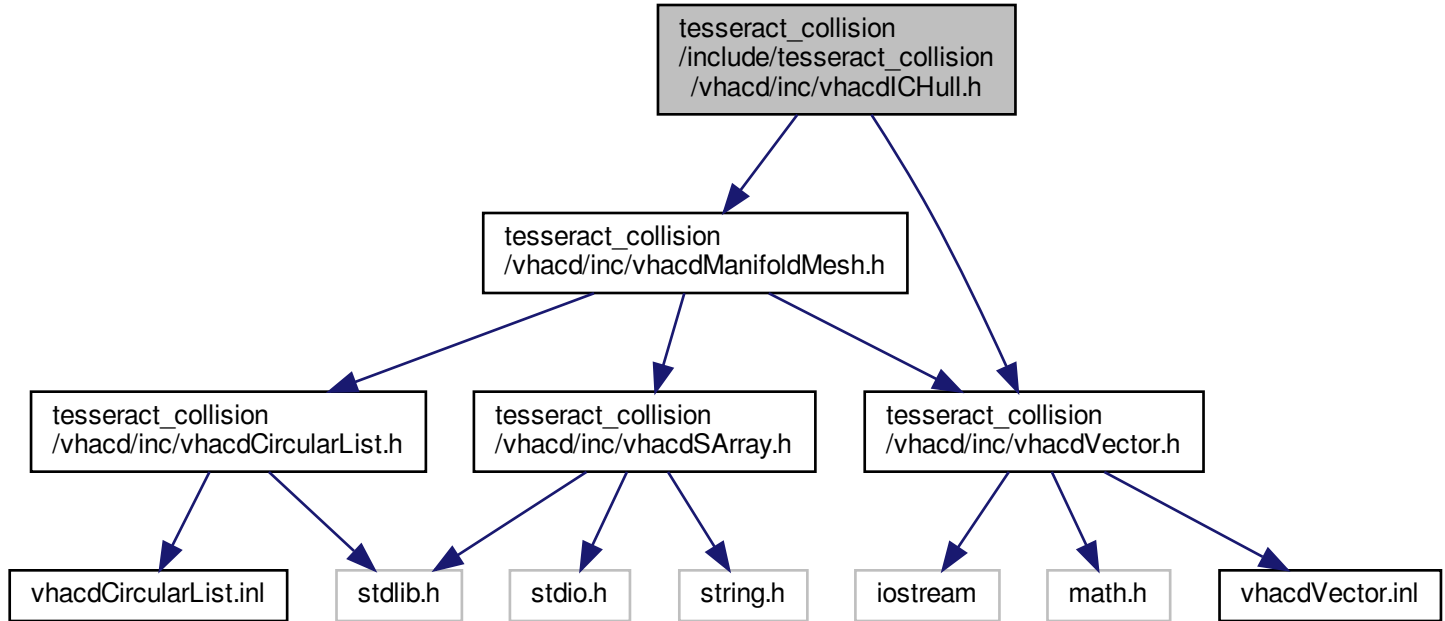 tesseract_collision
/include/tesseract_collision
/vhacd/inc/vhacdICHull.h
tesseract_collision
/vhacd/inc/vhacdManifoldMesh.h
tesseract_collision
/vhacd/inc/vhacdCircularList.h
tesseract_collision
/vhacd/inc/vhacdSArray.h
tesseract_collision
/vhacd/inc/vhacdVector.h
vhacdCircularList.inl
stdlib.h
stdio.h
string.h
iostream
math.h
vhacdVector.inl